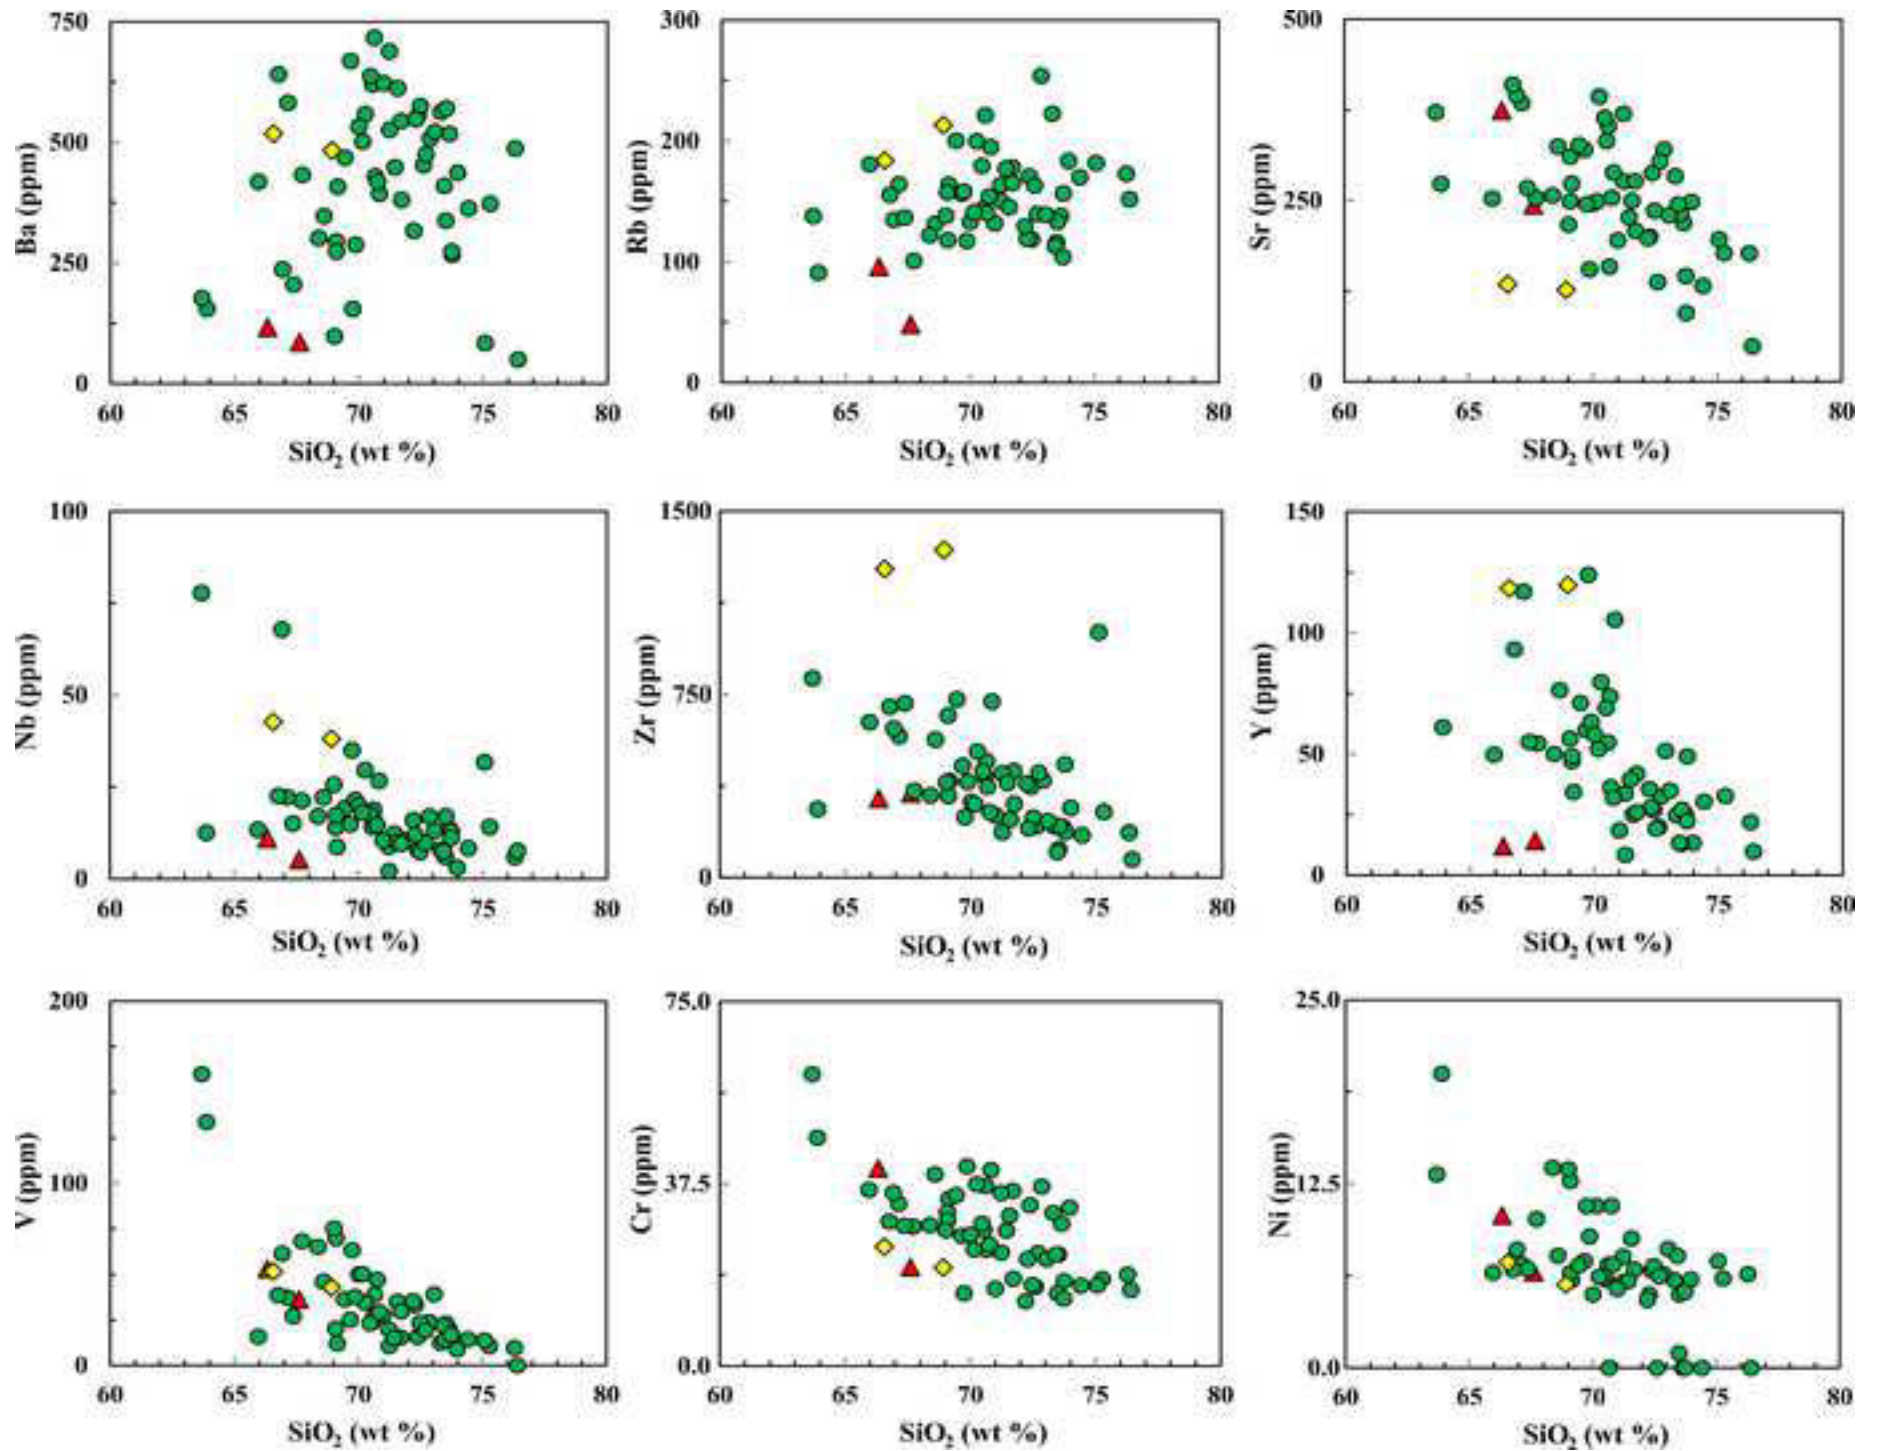 750
500
250
0
Ba (ppm)
60 65 70 75 80
SiO₂ (wt %)
300
200
100
0
Rb (ppm)
60 65 70 75 80
SiO₂ (wt %)
500
250
0
Sr (ppm)
60 65 70 75 80
SiO₂ (wt %)
100
50
0
Nb (ppm)
60 65 70 75 80
SiO₂ (wt %)
1500
750
0
Zr (ppm)
60 65 70 75 80
SiO₂ (wt %)
150
100
50
0
Y (ppm)
60 65 70 75 80
SiO₂ (wt %)
200
100
0
V (ppm)
60 65 70 75 80
SiO₂ (wt %)
75.0
37.5
0.0
Cr (ppm)
60 65 70 75 80
SiO₂ (wt %)
25.0
12.5
0.0
Ni (ppm)
60 65 70 75 80
SiO₂ (wt %)